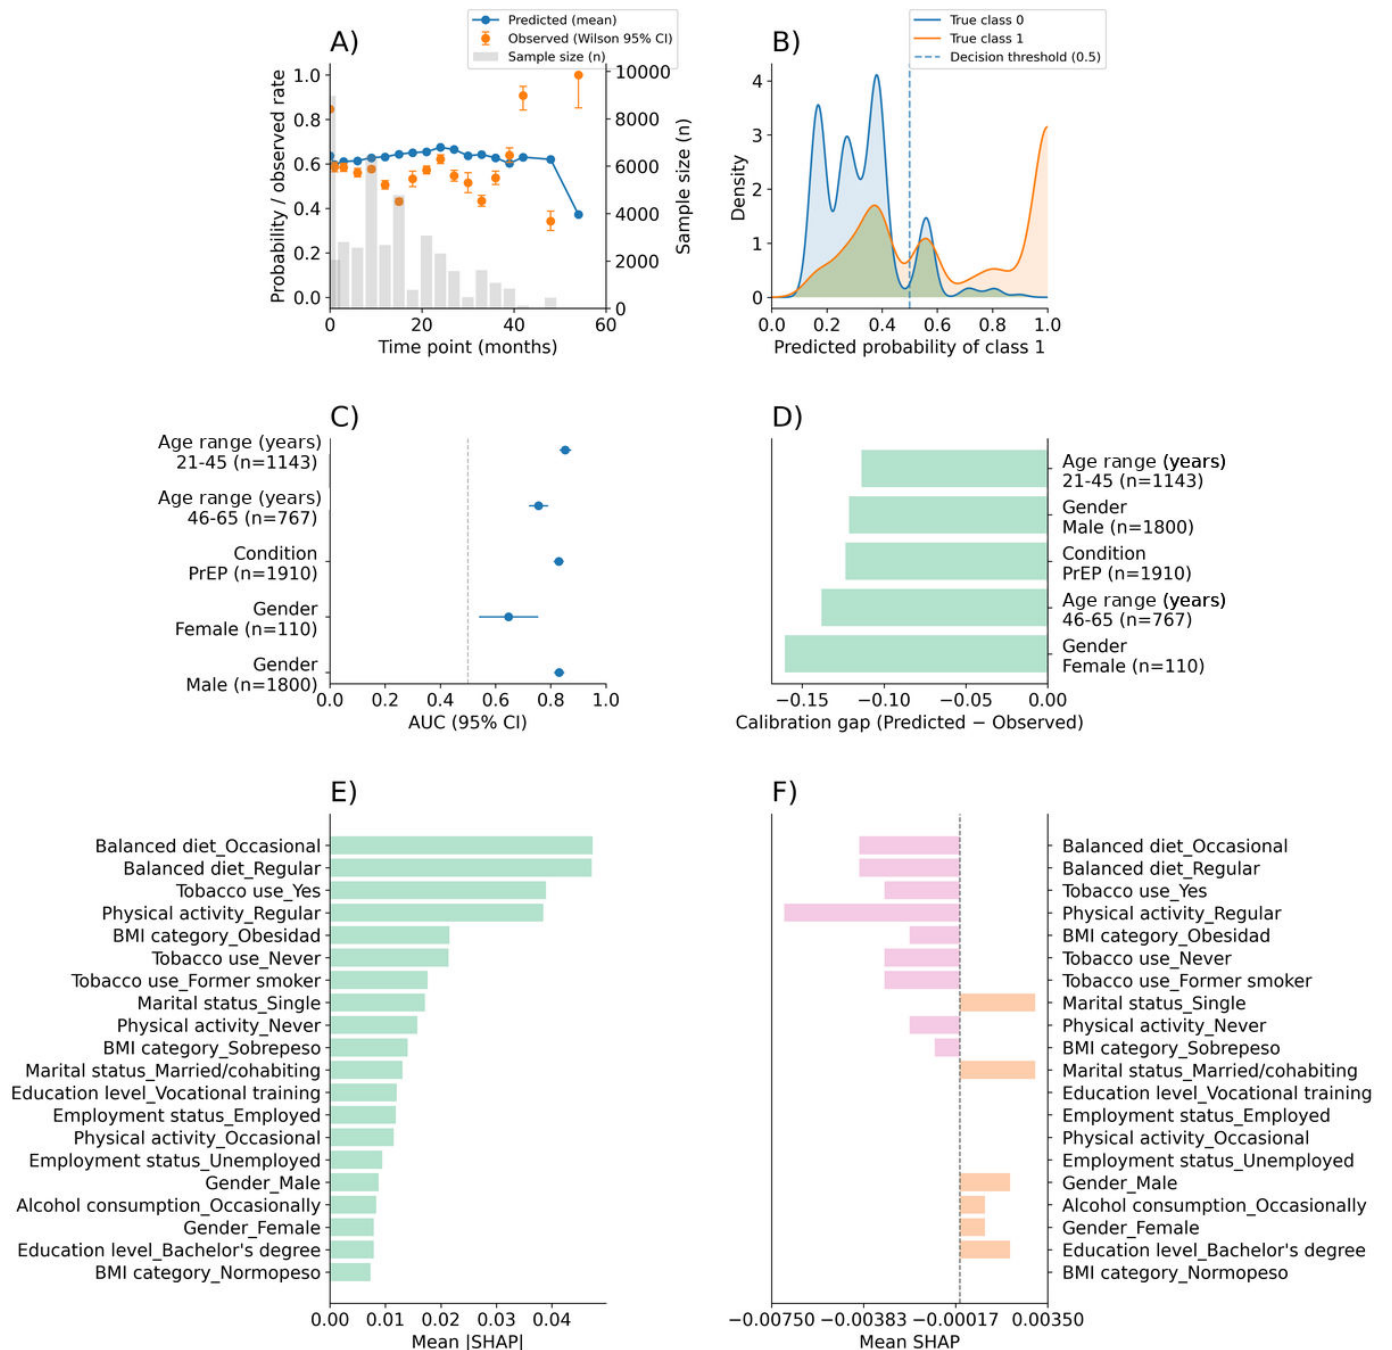 A)
Predicted (mean)
Observed (Wilson 95% CI)
Sample size (n)
Probability / observed rate
1.0
0.8
0.6
0.4
0.2
0.0
10000
8000
6000
4000
2000
0
Sample size (n)
0
20
40
60
Time point (months)
B)
True class 0
True class 1
Decision threshold (0.5)
Density
4
3
2
1
0
0.0
0.2
0.4
0.6
0.8
1.0
Predicted probability of class 1
C)
Age range (years)
21-45 (n=1143)
Age range (years)
46-65 (n=767)
Condition
PrEP (n=1910)
Gender
Female (n=110)
Gender
Male (n=1800)
0.0
0.2
0.4
0.6
0.8
1.0
AUC (95% CI)
D)
Age range (years)
21-45 (n=1143)
Gender
Male (n=1800)
Condition
PrEP (n=1910)
Age range (years)
46-65 (n=767)
Gender
Female (n=110)
−0.15
−0.10
−0.05
0.00
Calibration gap (Predicted − Observed)
E)
Balanced diet_Occasional
Balanced diet_Regular
Tobacco use_Yes
Physical activity_Regular
BMI category_Obesidad
Tobacco use_Never
Tobacco use_Former smoker
Marital status_Single
Physical activity_Never
BMI category_Sobrepeso
Marital status_Married/cohabiting
Education level_Vocational training
Employment status_Employed
Physical activity_Occasional
Employment status_Unemployed
Gender_Male
Alcohol consumption_Occasionally
Gender_Female
Education level_Bachelor's degree
BMI category_Normopeso
0.00
0.01
0.02
0.03
0.04
Mean |SHAP|
F)
Balanced diet_Occasional
Balanced diet_Regular
Tobacco use_Yes
Physical activity_Regular
BMI category_Obesidad
Tobacco use_Never
Tobacco use_Former smoker
Marital status_Single
Physical activity_Never
BMI category_Sobrepeso
Marital status_Married/cohabiting
Education level_Vocational training
Employment status_Employed
Physical activity_Occasional
Employment status_Unemployed
Gender_Male
Alcohol consumption_Occasionally
Gender_Female
Education level_Bachelor's degree
BMI category_Normopeso
−0.00750
−0.00383
−0.00017
0.00350
Mean SHAP